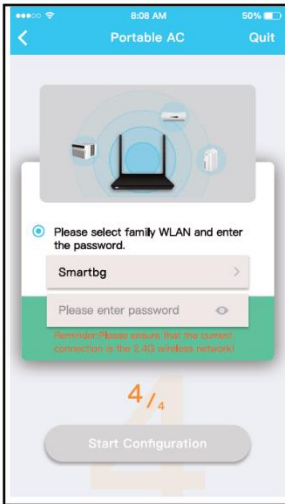 8:08 AM 50%
Portable AC Quit
Please select family WLAN and enter
the password.
Smartbg
Please enter password
Reminder:Please ensure that the current
connection is the 2.4G wireless network!
4/4
Start Configuration